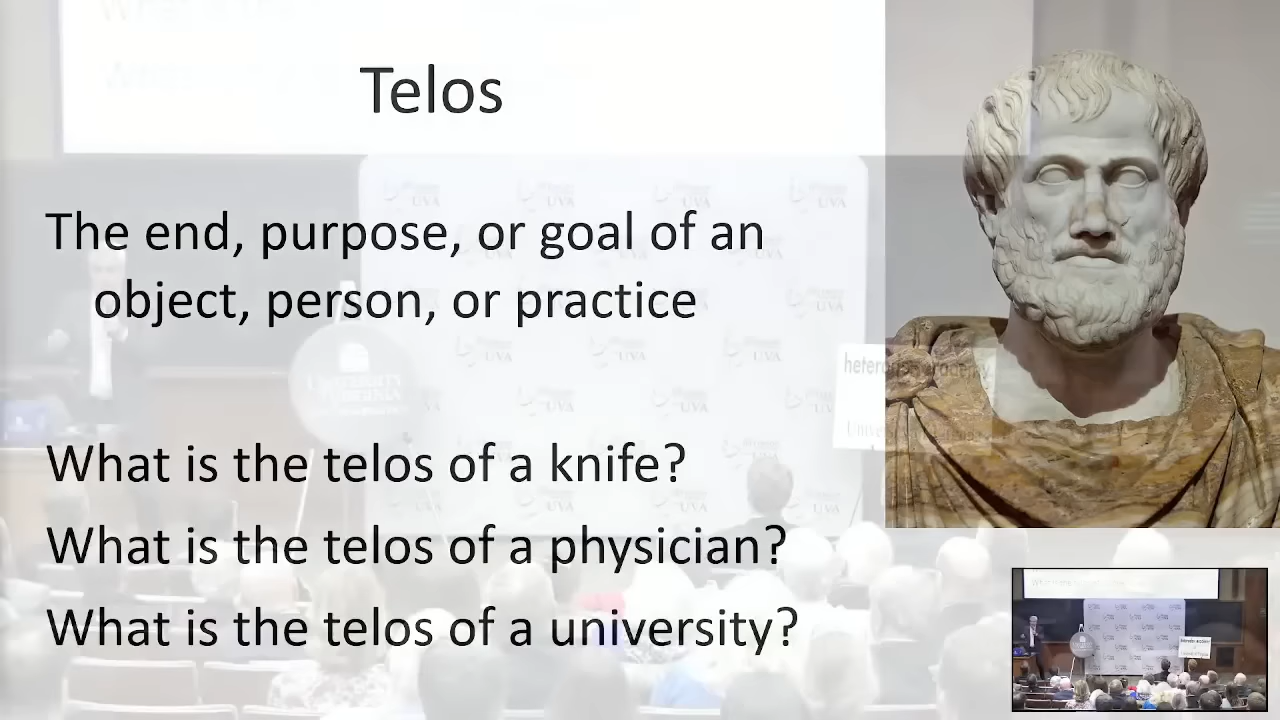 Telos
The end, purpose, or goal of an
object, person, or practice
What is the telos of a knife?
What is the telos of a physician?
What is the telos of a university?
UVA